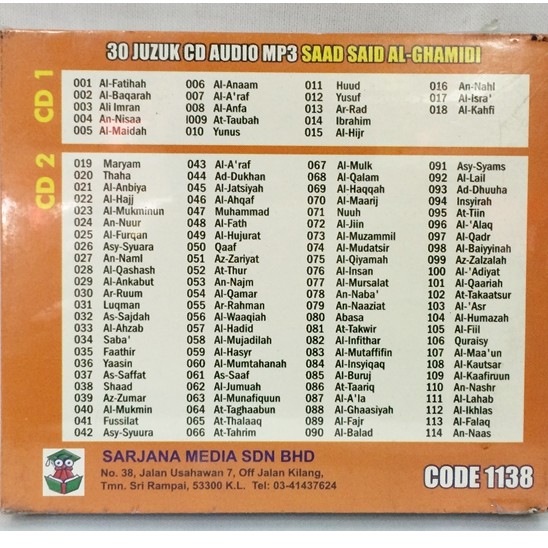 30 JUZUK CD AUDIO MP3 SAAD SAID AL-GHAMIDI
CD 1
001 Al-Fatihah
002 Al-Baqarah
003 Ali Imran
004 An-Nisaa
005 Al-Maidah
006 Al-Anaam
007 Al-A'raf
008 Al-Anfa
I009 At-Taubah
010 Yunus
011 Huud
012 Yusuf
013 Ar-Rad
014 Ibrahim
015 Al-Hijr
016 An-Nahl
017 Al-Isra'
018 Al-Kahfi
CD 2
019 Maryam
020 Thaha
021 Al-Anbiya
022 Al-Hajj
023 Al-Mukminun
024 An-Nuur
025 Al-Furqan
026 Asy-Syuara
027 An-Naml
028 Al-Qashash
029 Al-Ankabut
030 Ar-Ruum
031 Luqman
032 As-Sajdah
033 Al-Ahzab
034 Saba'
035 Faathir
036 Yaasin
037 As-Saffat
038 Shaad
039 Az-Zumar
040 Al-Mukmin
041 Fussilat
042 Asy-Syuura
043 Al-A'raf
044 Ad-Dukhan
045 Al-Jatsiyah
046 Al-Ahqaf
047 Muhammad
048 Al-Fath
049 Al-Hujurat
050 Qaaf
051 Az-Zariyat
052 At-Thur
053 An-Najm
054 Al-Qamar
055 Ar-Rahman
056 Al-Waaqiah
057 Al-Hadid
058 Al-Mujadilah
059 Al-Hasyr
060 Al-Mumtahanah
061 As-Saaf
062 Al-Jumuah
063 Al-Munafiquun
064 At-Taghaabun
065 At-Thalaaq
066 At-Tahrim
067 Al-Mulk
068 Al-Qalam
069 Al-Haqqah
070 Al-Maarij
071 Nuuh
072 Al-Jiin
073 Al-Muzammil
074 Al-Mudatsir
075 Al-Qiyamah
076 Al-Insan
077 Al-Mursalat
078 An-Naba'
079 An-Naaziat
080 Abasa
081 At-Takwir
082 Al-Infithar
083 Al-Mutaffifin
084 Al-Insyiqaq
085 Al-Buruj
086 At-Taariq
087 Al-A'la
088 Al-Ghaasiyah
089 Al-Fajr
090 Al-Balad
091 Asy-Syams
092 Al-Lail
093 Ad-Dhuuha
094 Insyirah
095 At-Tiin
096 Al-'Alaq
097 Al-Qadr
098 Al-Baiyyinah
099 Az-Zalzalah
100 Al-'Adiyat
101 Al-Qaariah
102 At-Takaatsur
103 Al-'Asr
104 Al-Humazah
105 Al-Fiil
106 Quraisy
107 Al-Maa'un
108 Al-Kautsar
109 Al-Kaafiruun
110 An-Nashr
111 Al-Lahab
112 Al-Ikhlas
113 Al-Falaq
114 An-Naas
SARJANA MEDIA SDN BHD
No. 38, Jalan Usahawan 7, Off Jalan Kilang,
Tmn. Sri Rampai, 53300 K.L. Tel: 03-41437624
CODE 1138